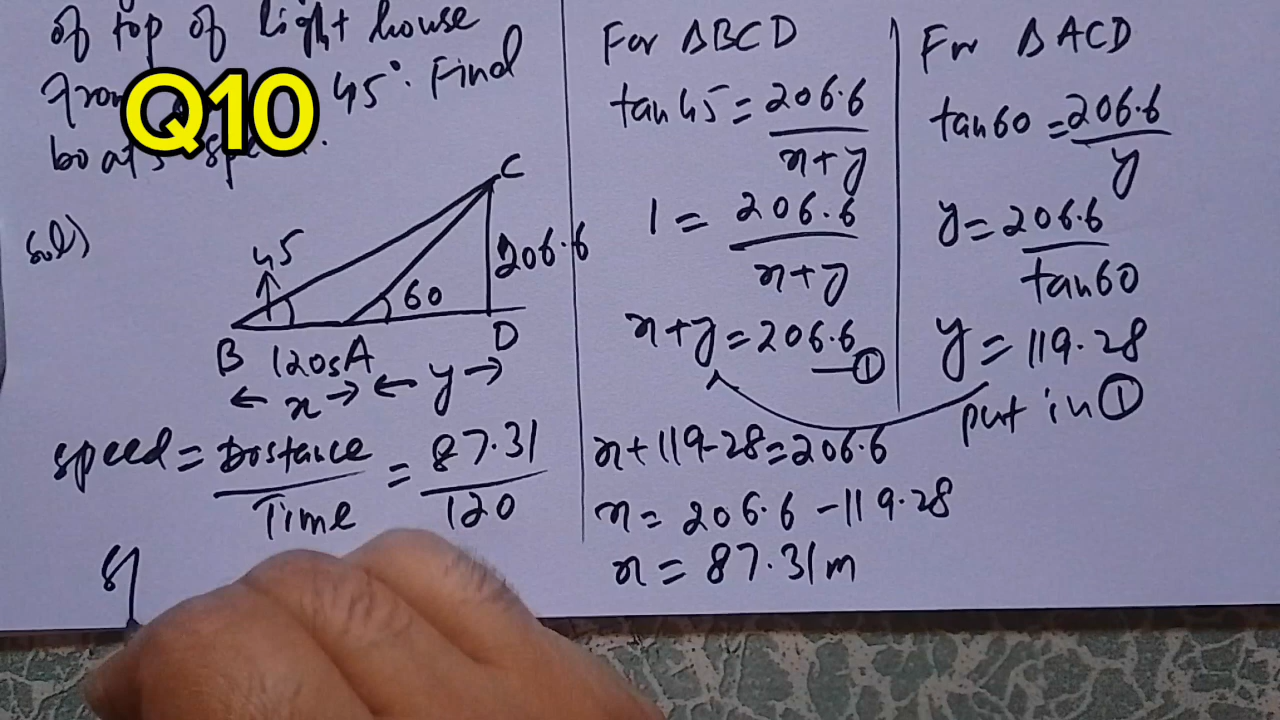 of top of light house
from 45°. Find
Q10
boat's speed.
sol)
C
45
206.6
60
B 120s A D
x y
speed = Distance / Time = 87.31 / 120
For ΔBCD
tan45 = 206.6 / x+y
1 = 206.6 / x+y
x+y = 206.6 —①
For ΔACD
tan60 = 206.6 / y
y = 206.6 / tan60
y = 119.28
put in ①
x+119.28=206.6
x = 206.6 - 119.28
x = 87.31m